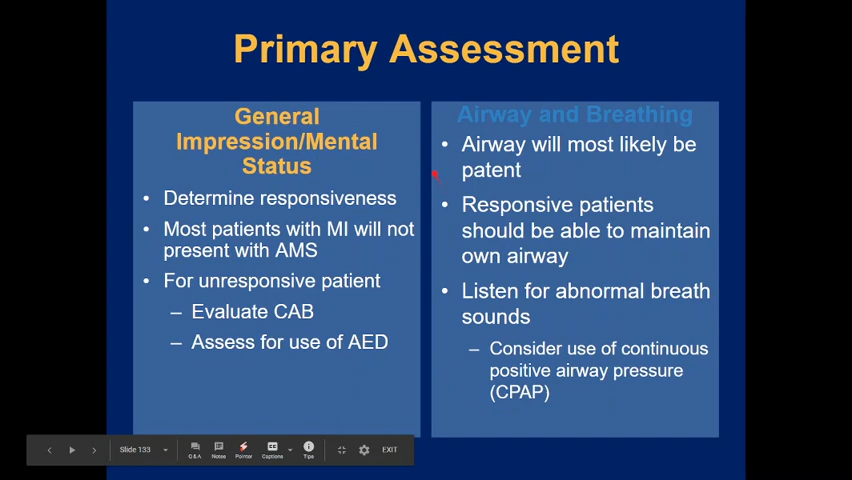 Primary Assessment
General
Impression/Mental
Status
• Determine responsiveness
• Most patients with MI will not
present with AMS
• For unresponsive patient
– Evaluate CAB
– Assess for use of AED
Airway and Breathing
• Airway will most likely be
patent
• Responsive patients
should be able to maintain
own airway
• Listen for abnormal breath
sounds
– Consider use of continuous
positive airway pressure
(CPAP)
Slide 133
Q&A
Notes
Pointer
CC
Captions
Tips
EXIT